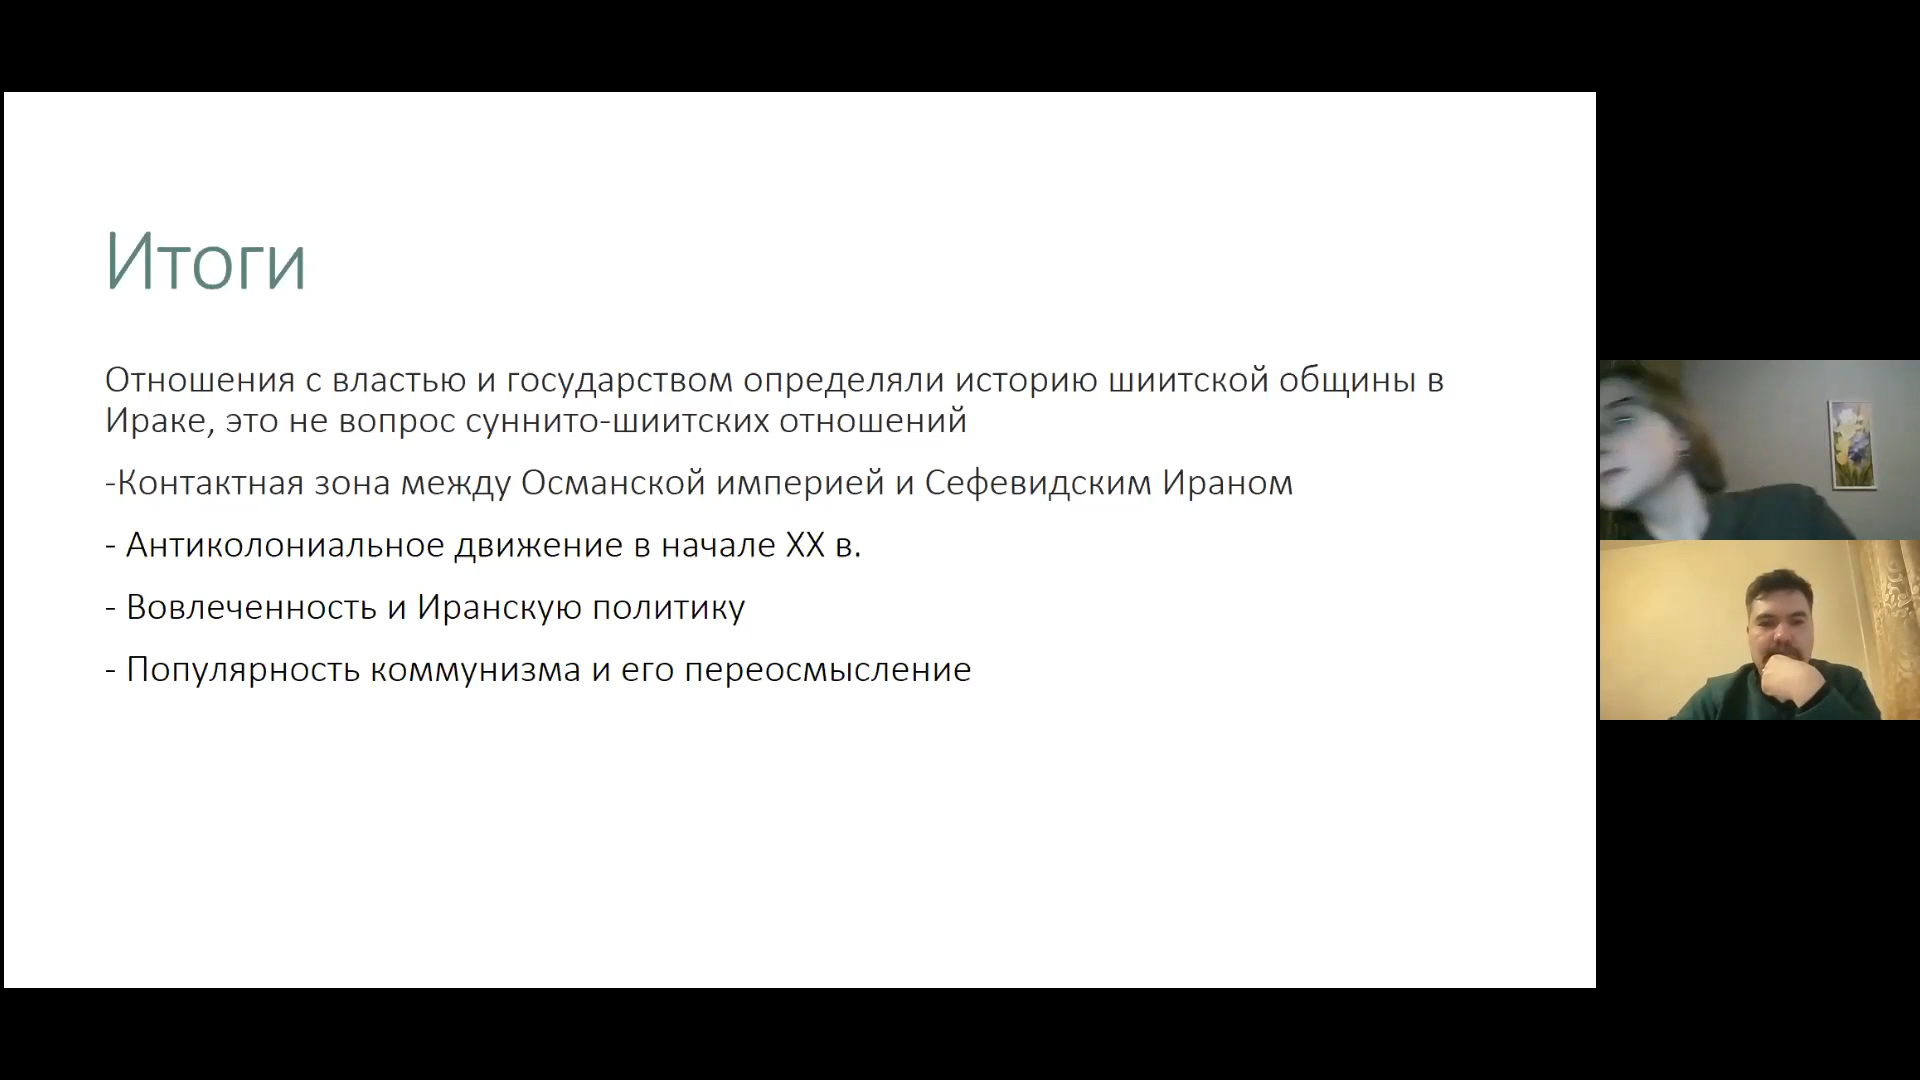 Итоги
Отношения с властью и государством определяли историю шиитской общины в
Ираке, это не вопрос суннито-шиитских отношений
-Контактная зона между Османской империей и Сефевидским Ираном
- Антиколониальное движение в начале XX в.
- Вовлеченность и Иранскую политику
- Популярность коммунизма и его переосмысление